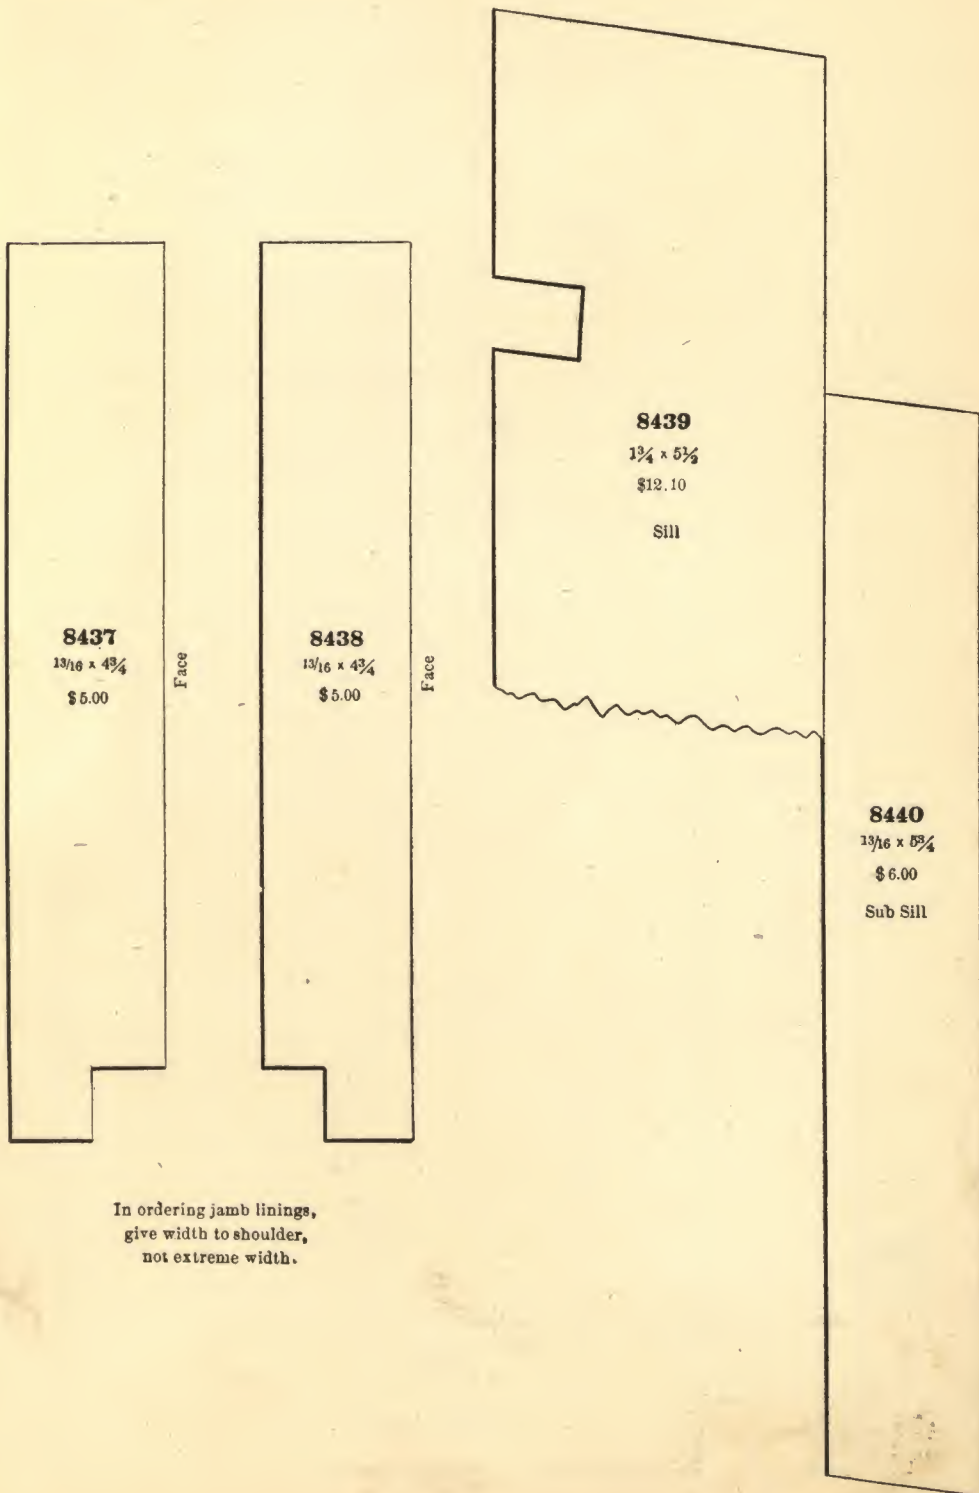 8437
13/16 x 4¾
$5.00
Face
8438
13/16 x 4¾
$5.00
Face
8439
1¾ x 5½
$12.10
Sill
8440
13/16 x 5¾
$6.00
Sub Sill
In ordering jamb linings,
give width to shoulder,
not extreme width.